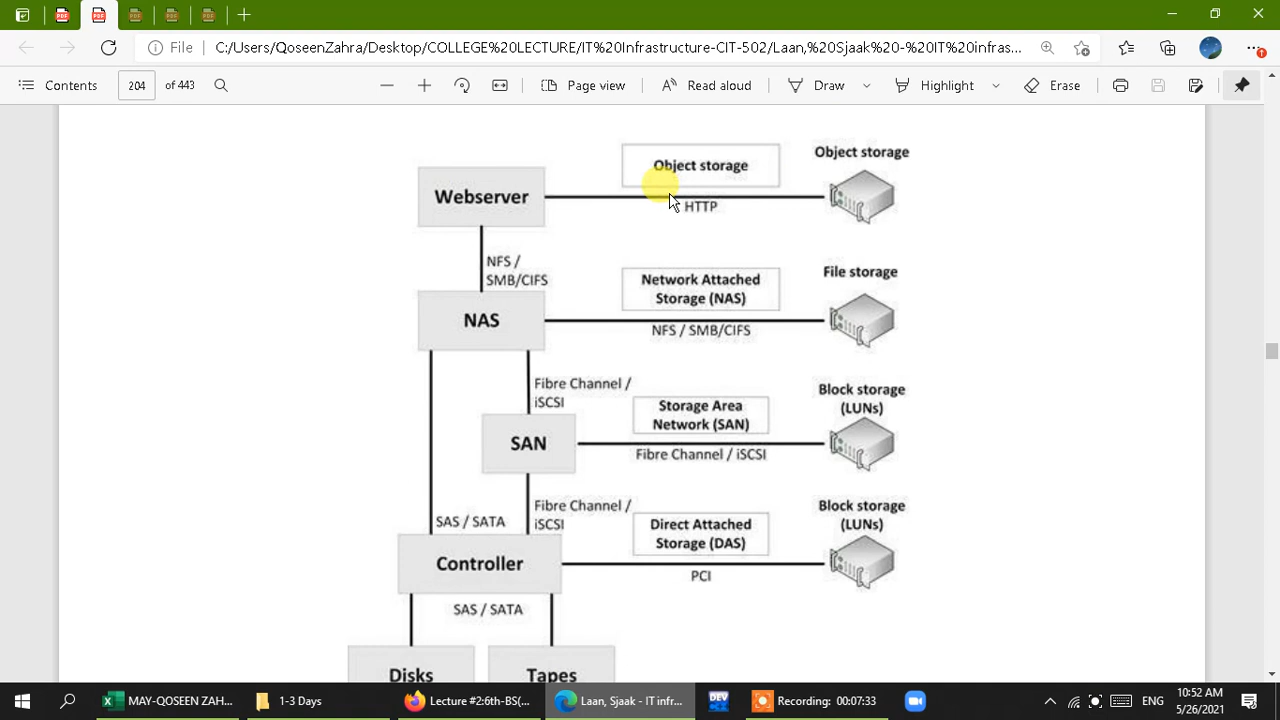 File
C:/Users/QoseenZahra/Desktop/COLLEGE%20LECTURE/IT%20Infrastructure-CIT-502/Laan,%20Sjaak%20-%20IT%20infras...
Contents
204
of 443
Page view
Read aloud
Draw
Highlight
Erase
Object storage
Object storage
Webserver
HTTP
NFS /
SMB/CIFS
Network Attached
Storage (NAS)
File storage
NAS
NFS / SMB/CIFS
Fibre Channel /
iSCSI
Storage Area
Network (SAN)
Block storage
(LUNs)
SAN
Fibre Channel / iSCSI
Fibre Channel /
iSCSI
SAS / SATA
Direct Attached
Storage (DAS)
Block storage
(LUNs)
Controller
PCI
SAS / SATA
Disks
Tapes
MAY-QOSEEN ZAH...
1-3 Days
Lecture #2:6th-BS(...
Laan, Sjaak - IT infra...
DEV
Recording: 00:07:33
ENG
10:52 AM
5/26/2021